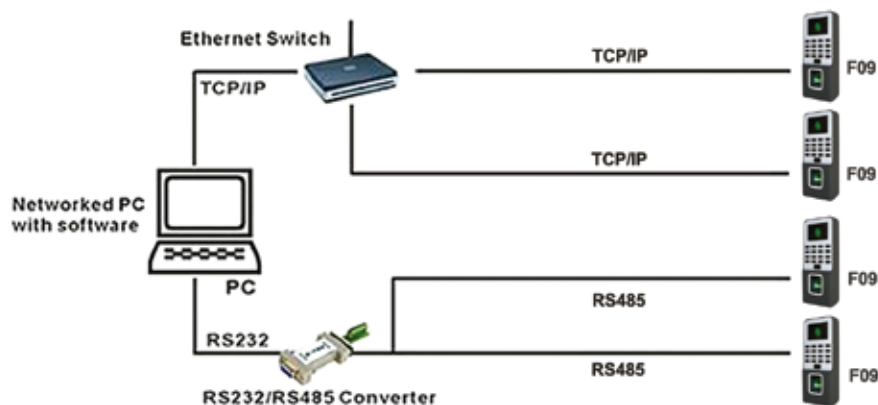 Ethernet Switch
TCP/IP
F09
TCP/IP
TCP/IP
F09
Networked PC
with software
PC
F09
RS485
RS232
RS485
F09
RS232/RS485 Converter